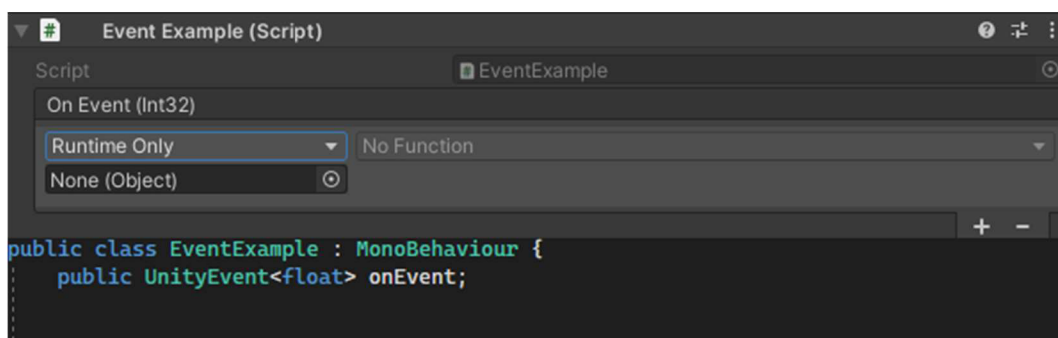 Event Example (Script)
Script EventExample
On Event (Int32)
Runtime Only No Function
None (Object)
+ −
public class EventExample : MonoBehaviour {
public UnityEvent<float> onEvent;